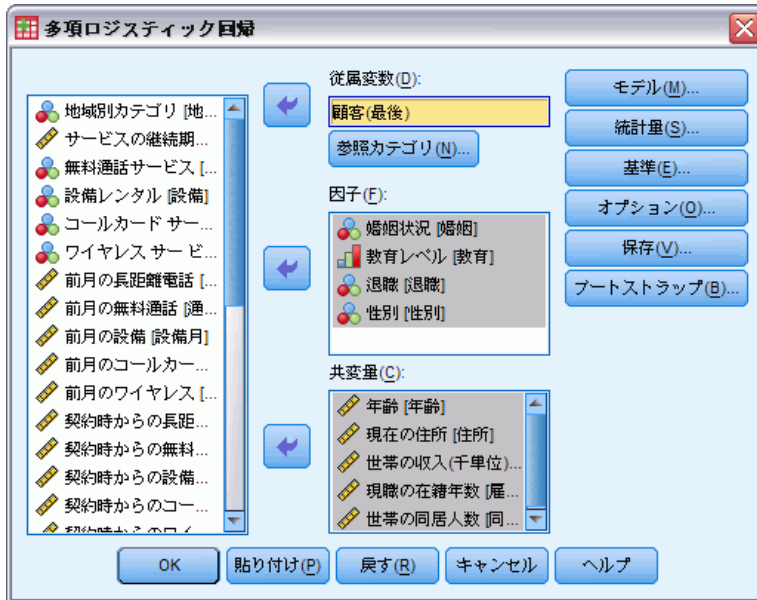 多項ロジスティック回帰
地域別カテゴリ [地...
サービスの継続期...
無料通話サービス [...
設備レンタル [設備]
コールカード サー...
ワイヤレス サービ...
前月の長距離電話 [...
前月の無料通話 [通...
前月の設備 [設備月]
前月のコールカー...
前月のワイヤレス [...
契約時からの長距...
契約時からの無料...
契約時からの設備...
契約時からのコー...
契約時からのワイ...
従属変数(D):
顧客(最後)
参照カテゴリ(N)...
因子(F):
婚姻状況 [婚姻]
教育レベル [教育]
退職 [退職]
性別 [性別]
共変量(C):
年齢 [年齢]
現在の住所 [住所]
世帯の収入(千単位)...
現職の在籍年数 [雇...
世帯の同居人数 [同...
モデル(M)...
統計量(S)...
基準(E)...
オプション(O)...
保存(V)...
ブートストラップ(B)...
OK
貼り付け(P)
戻す(R)
キャンセル
ヘルプ